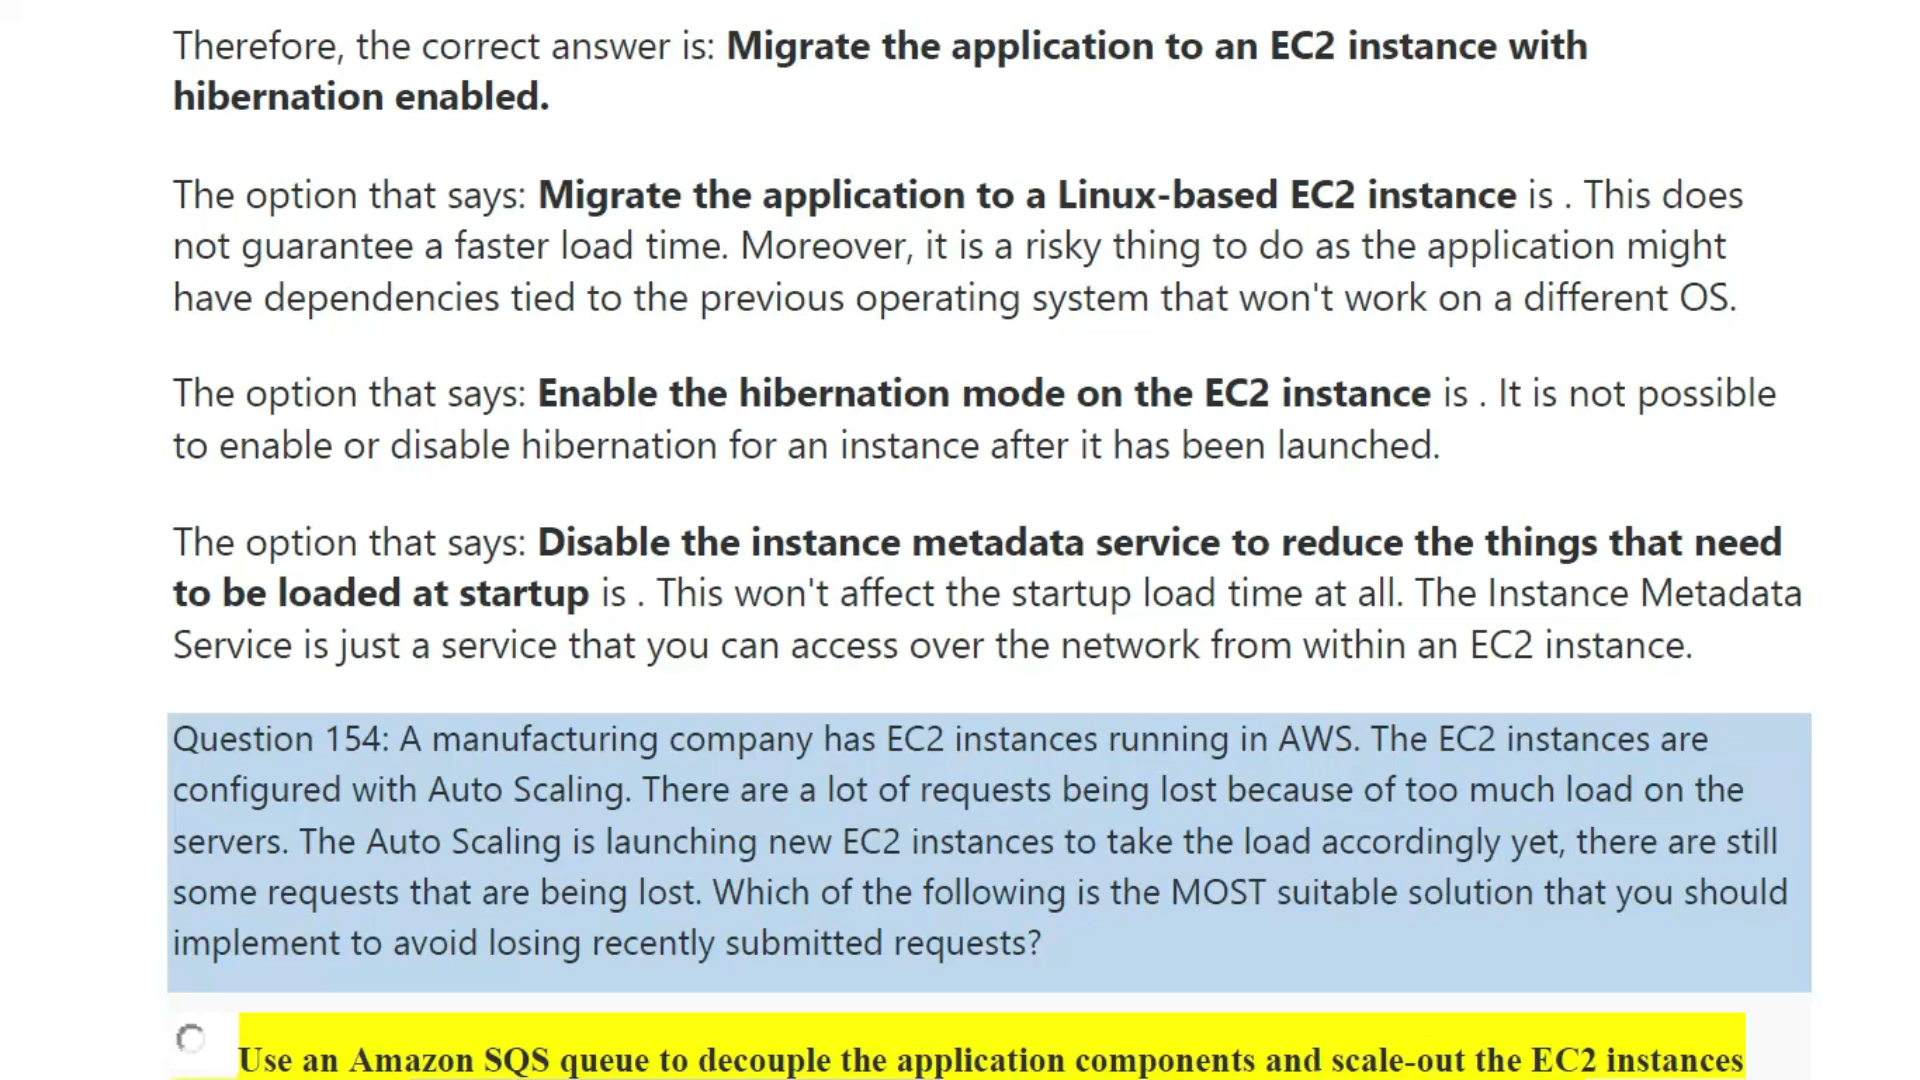 Therefore, the correct answer is: Migrate the application to an EC2 instance with
hibernation enabled.
The option that says: Migrate the application to a Linux-based EC2 instance is . This does
not guarantee a faster load time. Moreover, it is a risky thing to do as the application might
have dependencies tied to the previous operating system that won't work on a different OS.
The option that says: Enable the hibernation mode on the EC2 instance is . It is not possible
to enable or disable hibernation for an instance after it has been launched.
The option that says: Disable the instance metadata service to reduce the things that need
to be loaded at startup is . This won't affect the startup load time at all. The Instance Metadata
Service is just a service that you can access over the network from within an EC2 instance.
Question 154: A manufacturing company has EC2 instances running in AWS. The EC2 instances are
configured with Auto Scaling. There are a lot of requests being lost because of too much load on the
servers. The Auto Scaling is launching new EC2 instances to take the load accordingly yet, there are still
some requests that are being lost. Which of the following is the MOST suitable solution that you should
implement to avoid losing recently submitted requests?
Use an Amazon SQS queue to decouple the application components and scale-out the EC2 instances